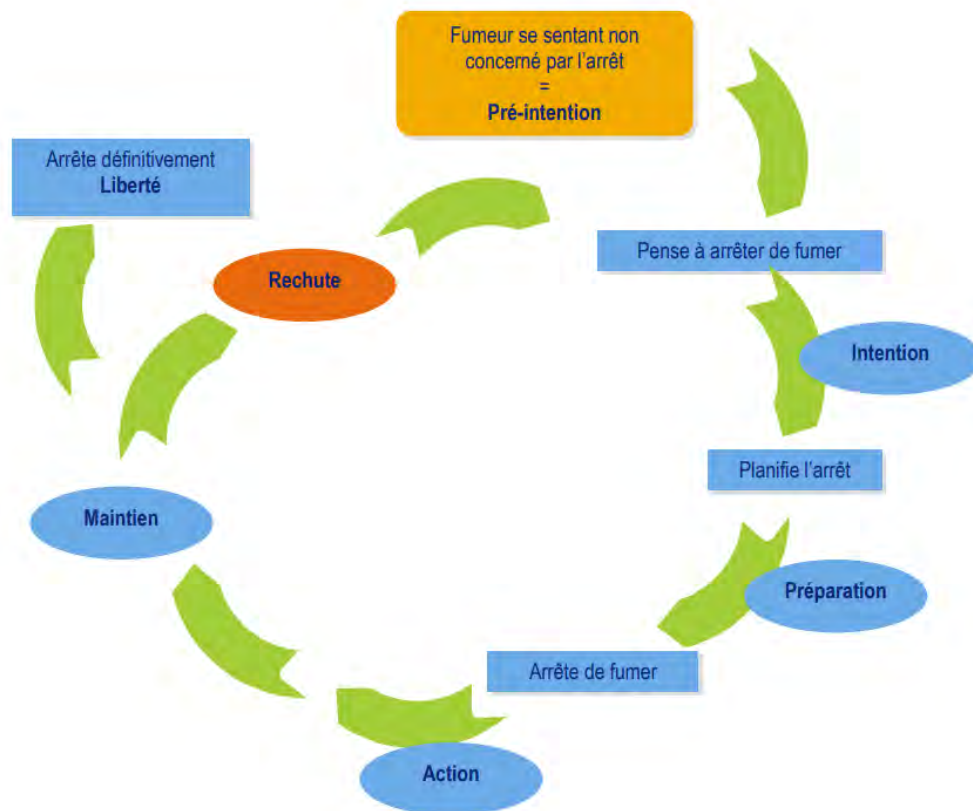 Fumeur se sentant non
concerné par l’arrêt
=
Pré-intention
Arrête définitivement
Liberté
Pense à arrêter de fumer
Rechute
Intention
Planifie l’arrêt
Maintien
Préparation
Arrête de fumer
Action